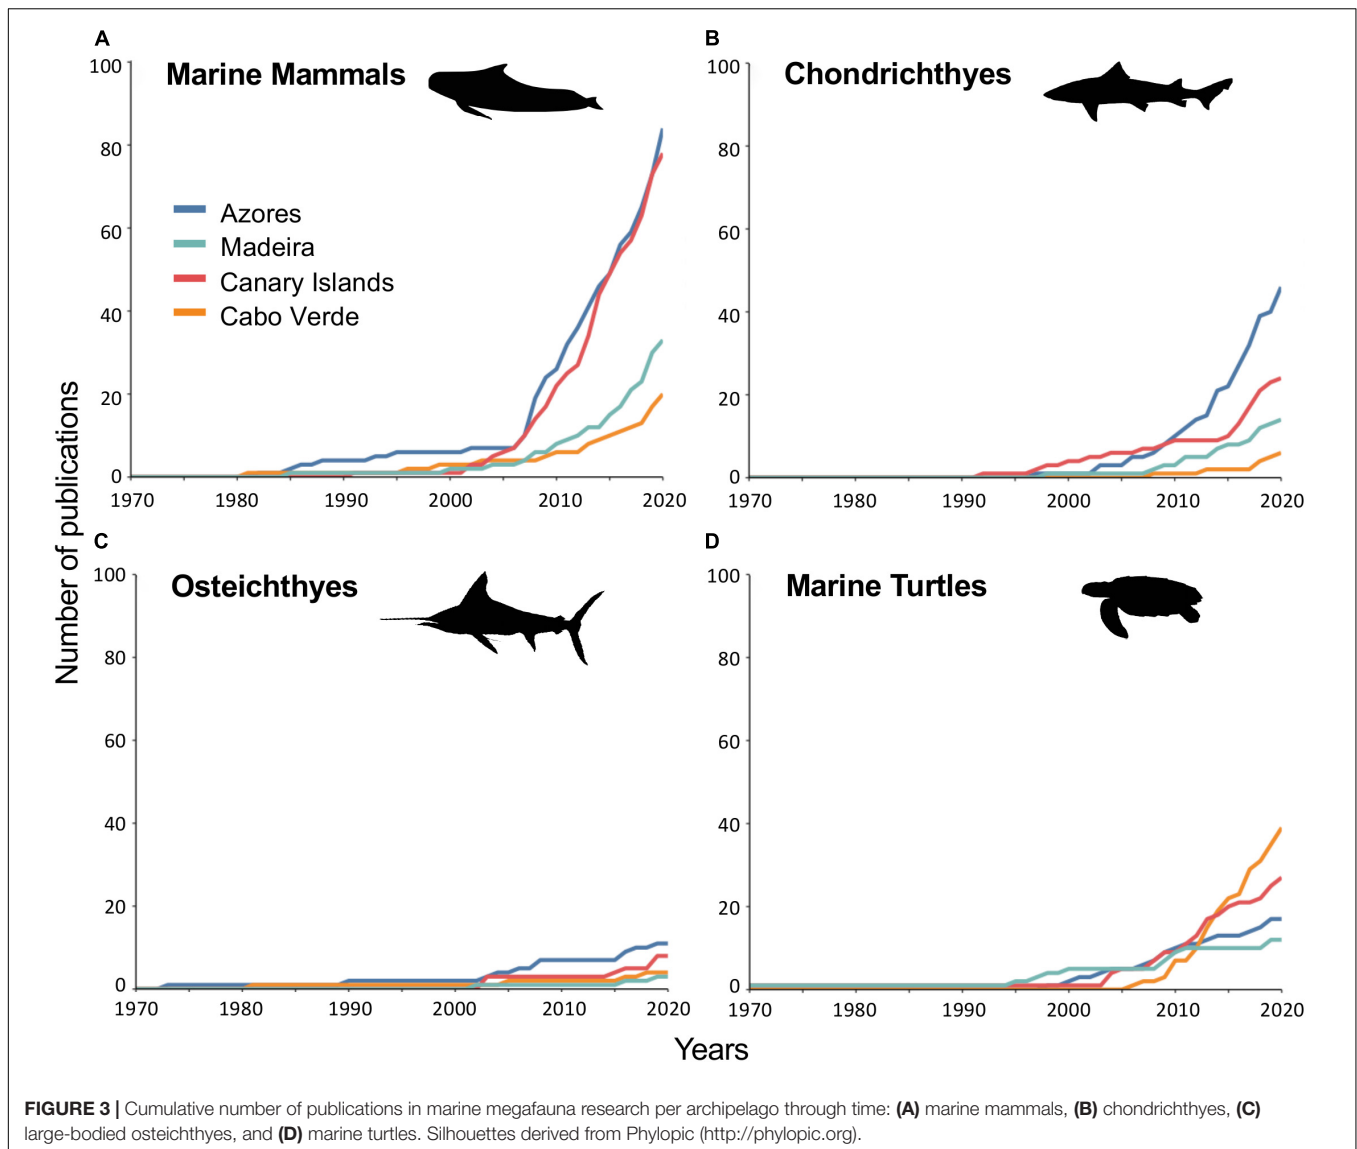 A
Marine Mammals
100
80
60
40
20
0
Azores
Madeira
Canary Islands
Cabo Verde
1970 1980 1990 2000 2010 2020
B
Chondrichthyes
100
80
60
40
20
0
1970 1980 1990 2000 2010 2020
Number of publications
C
Osteichthyes
100
80
60
40
20
0
1970 1980 1990 2000 2010 2020
D
Marine Turtles
100
80
60
40
20
0
1970 1980 1990 2000 2010 2020
Years
FIGURE 3 | Cumulative number of publications in marine megafauna research per archipelago through time: (A) marine mammals, (B) chondrichthyes, (C)
large-bodied osteichthyes, and (D) marine turtles. Silhouettes derived from Phylopic (http://phylopic.org).